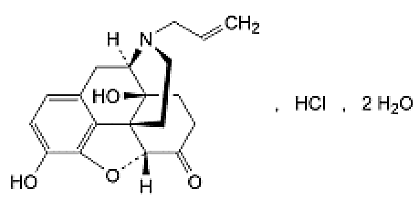 CH₂
H N
HO
, HCl , 2 H₂O
HO O H O